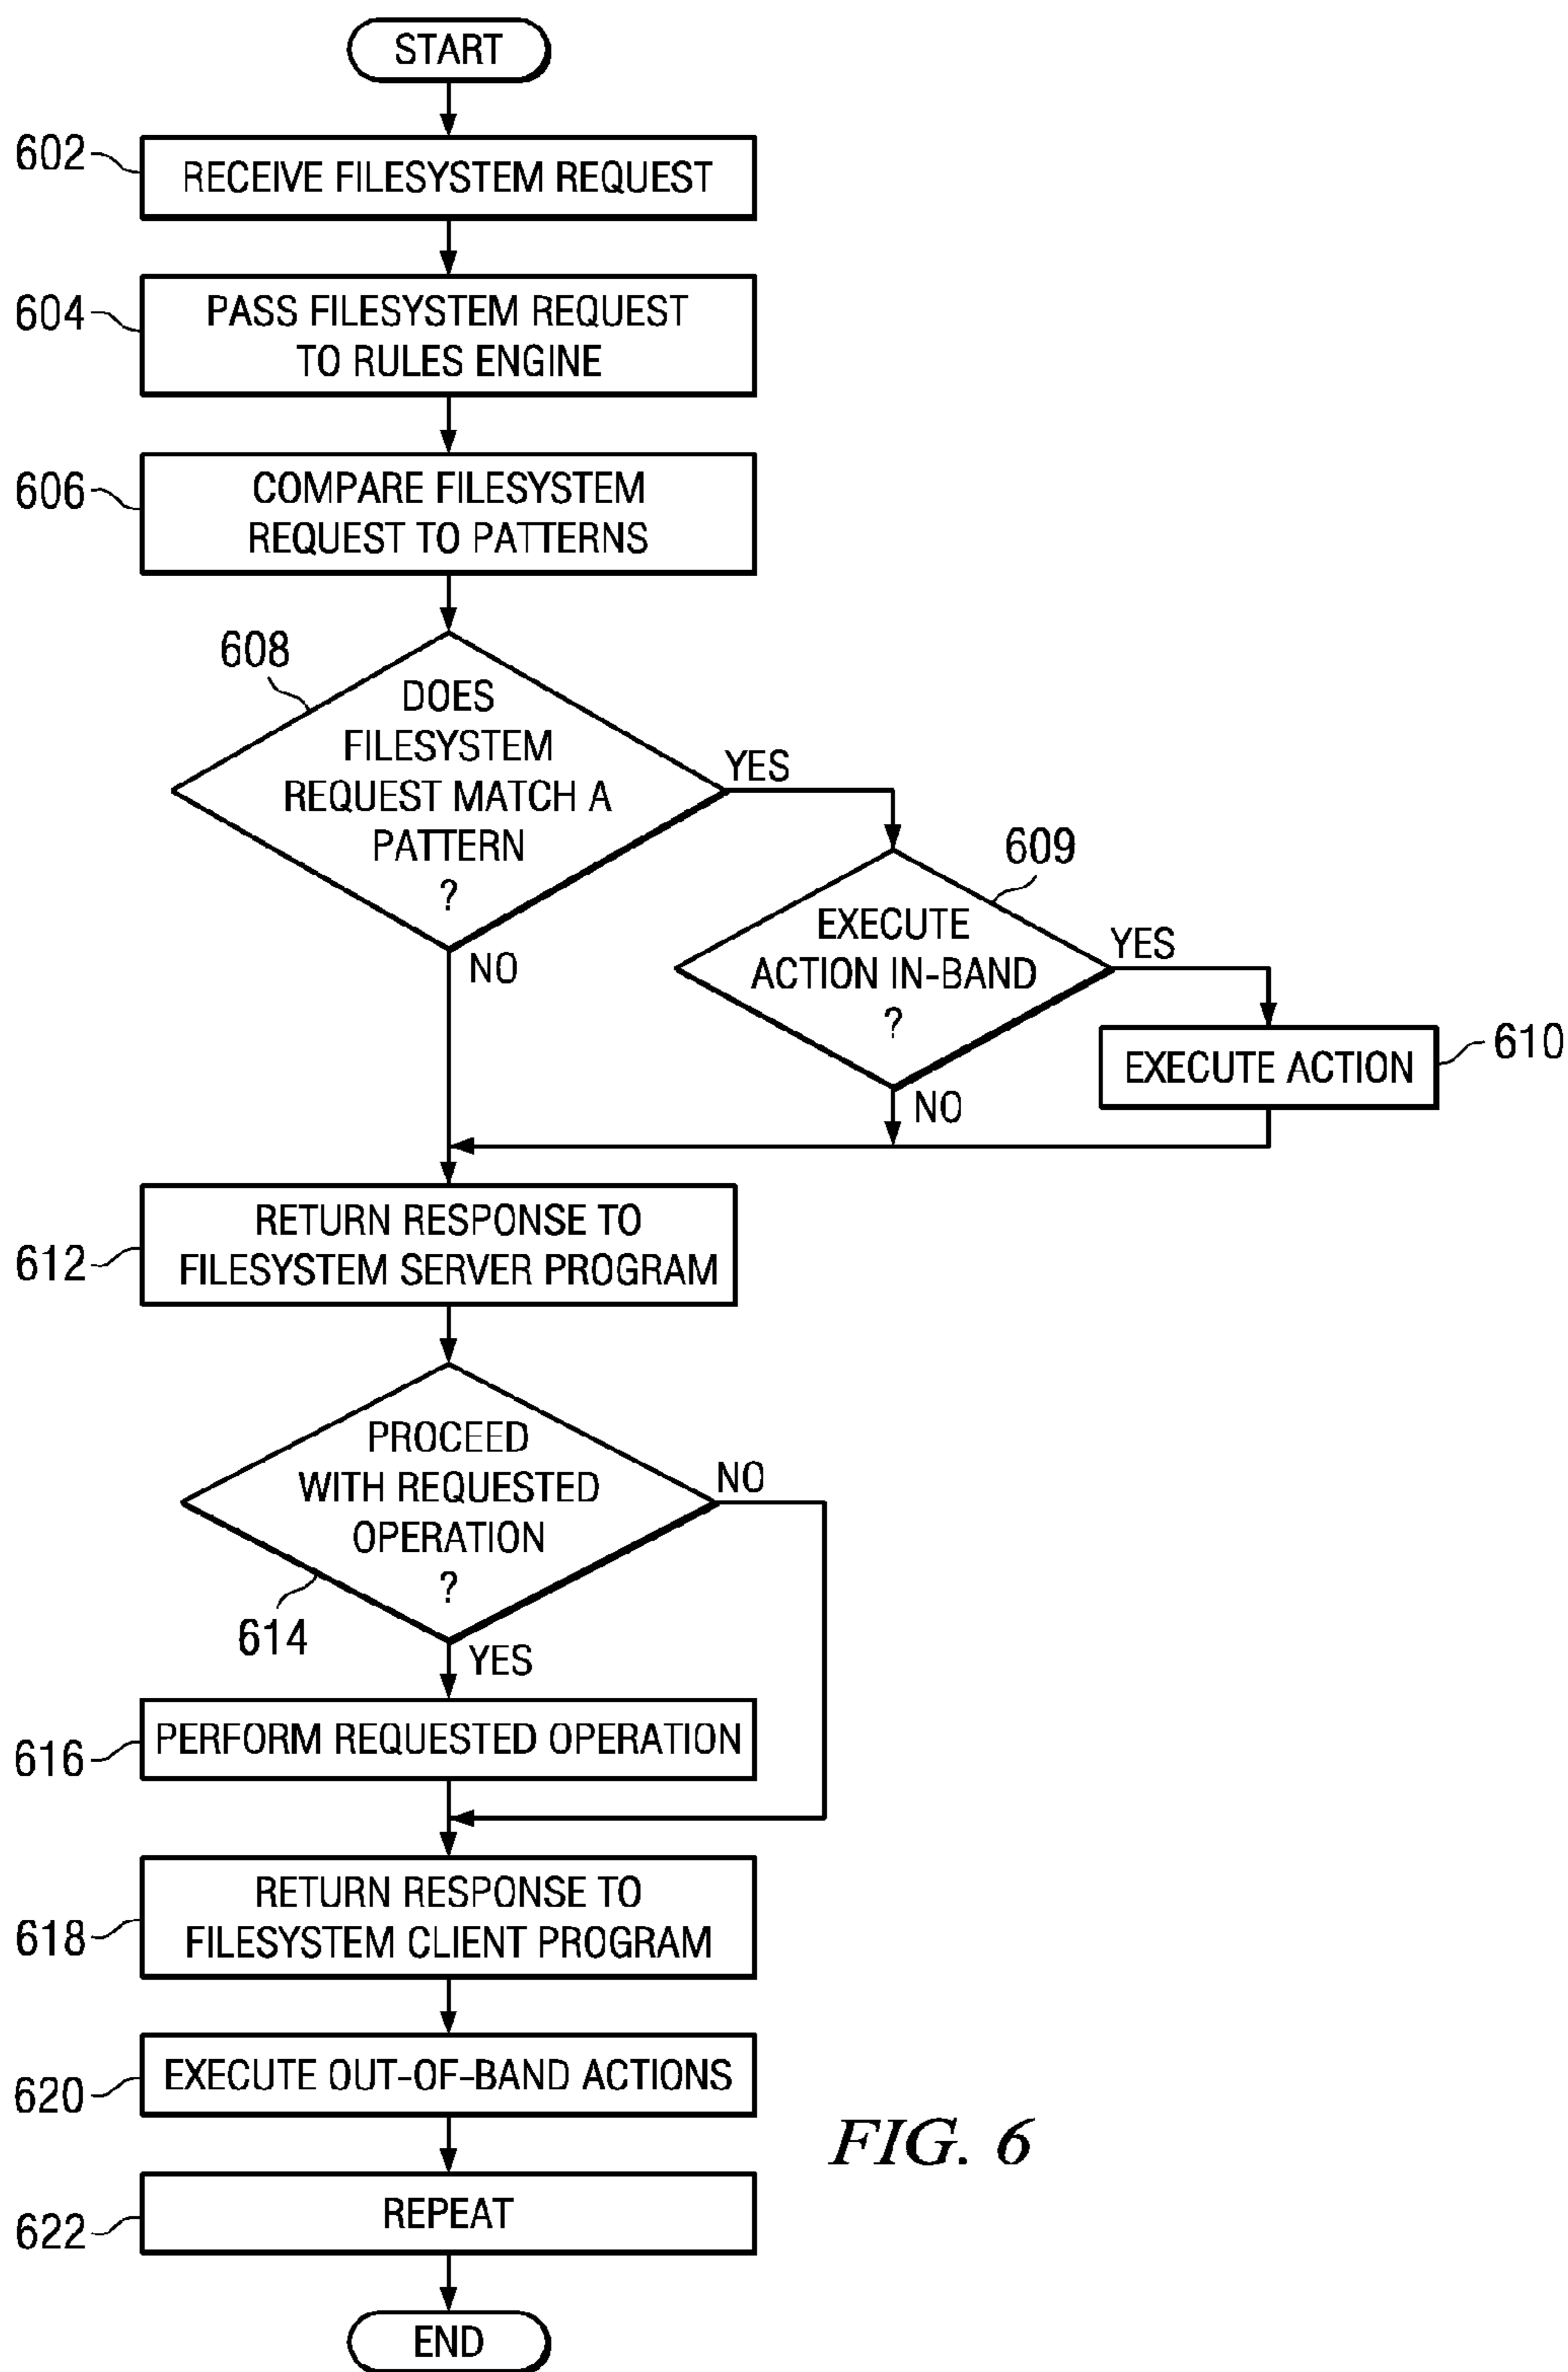 START
602
RECEIVE FILESYSTEM REQUEST
604
PASS FILESYSTEM REQUEST
TO RULES ENGINE
606
COMPARE FILESYSTEM
REQUEST TO PATTERNS
608
DOES
FILESYSTEM
REQUEST MATCH A
PATTERN
?
YES
NO
609
EXECUTE
ACTION IN-BAND
?
YES
NO
EXECUTE ACTION
610
612
RETURN RESPONSE TO
FILESYSTEM SERVER PROGRAM
PROCEED
WITH REQUESTED
OPERATION
?
NO
614
YES
616
PERFORM REQUESTED OPERATION
618
RETURN RESPONSE TO
FILESYSTEM CLIENT PROGRAM
620
EXECUTE OUT-OF-BAND ACTIONS
622
REPEAT
END
FIG. 6